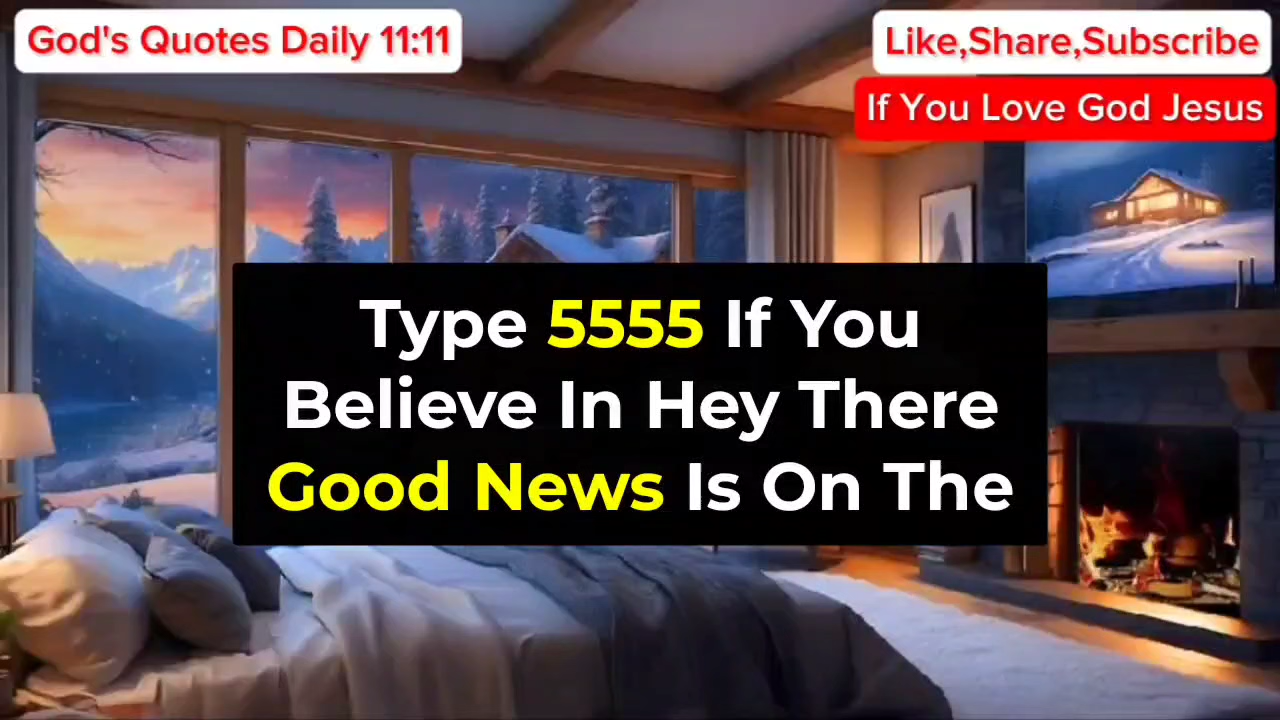 God's Quotes Daily 11:11
Like,Share,Subscribe
If You Love God Jesus
Type 5555 If You
Believe In Hey There
Good News Is On The